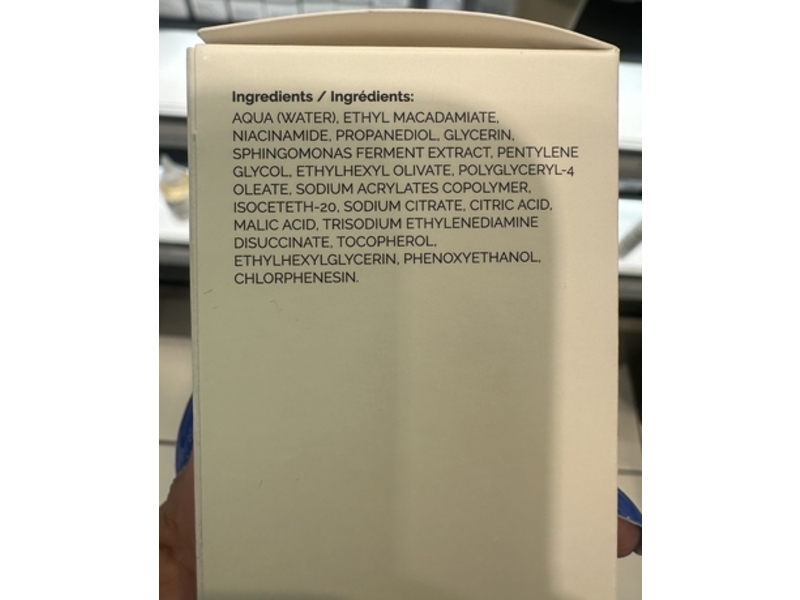 Ingredients / Ingrédients:
AQUA (WATER), ETHYL MACADAMIATE,
NIACINAMIDE, PROPANEDIOL, GLYCERIN,
SPHINGOMONAS FERMENT EXTRACT, PENTYLENE
GLYCOL, ETHYLHEXYL OLIVATE, POLYGLYCERYL-4
OLEATE, SODIUM ACRYLATES COPOLYMER,
ISOCETETH-20, SODIUM CITRATE, CITRIC ACID,
MALIC ACID, TRISODIUM ETHYLENEDIAMINE
DISUCCINATE, TOCOPHEROL,
ETHYLHEXYLGLYCERIN, PHENOXYETHANOL,
CHLORPHENESIN.